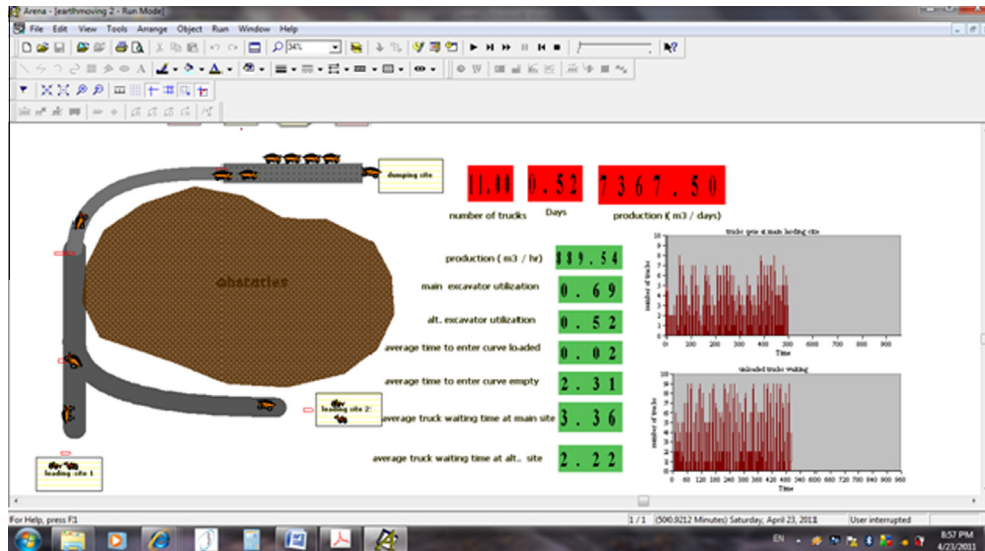 Arena - [earthmoving 2 - Run Mode]
File Edit View Tools Arrange Object Run Window Help
34%
dumping site
11.00
0.52
7367.50
number of trucks
Days
production ( m3 / days)
Obstacles
production ( m3 / hr)
889.54
main excavator utilization
0.69
alt. excavator utilization
0.52
average time to enter curve loaded
0.02
average time to enter curve empty
2.31
average truck waiting time at main site
3.36
average truck waiting time at alt.. site
2.22
loading site 2
loading site 1
number of trucks
Time
unloaded trucks waiting
number of trucks
Time
For Help, press F1
1 / 1
Minutes) Saturday, April 23, 2011
User interrupted
EN
8:57 PM
4/23/2011